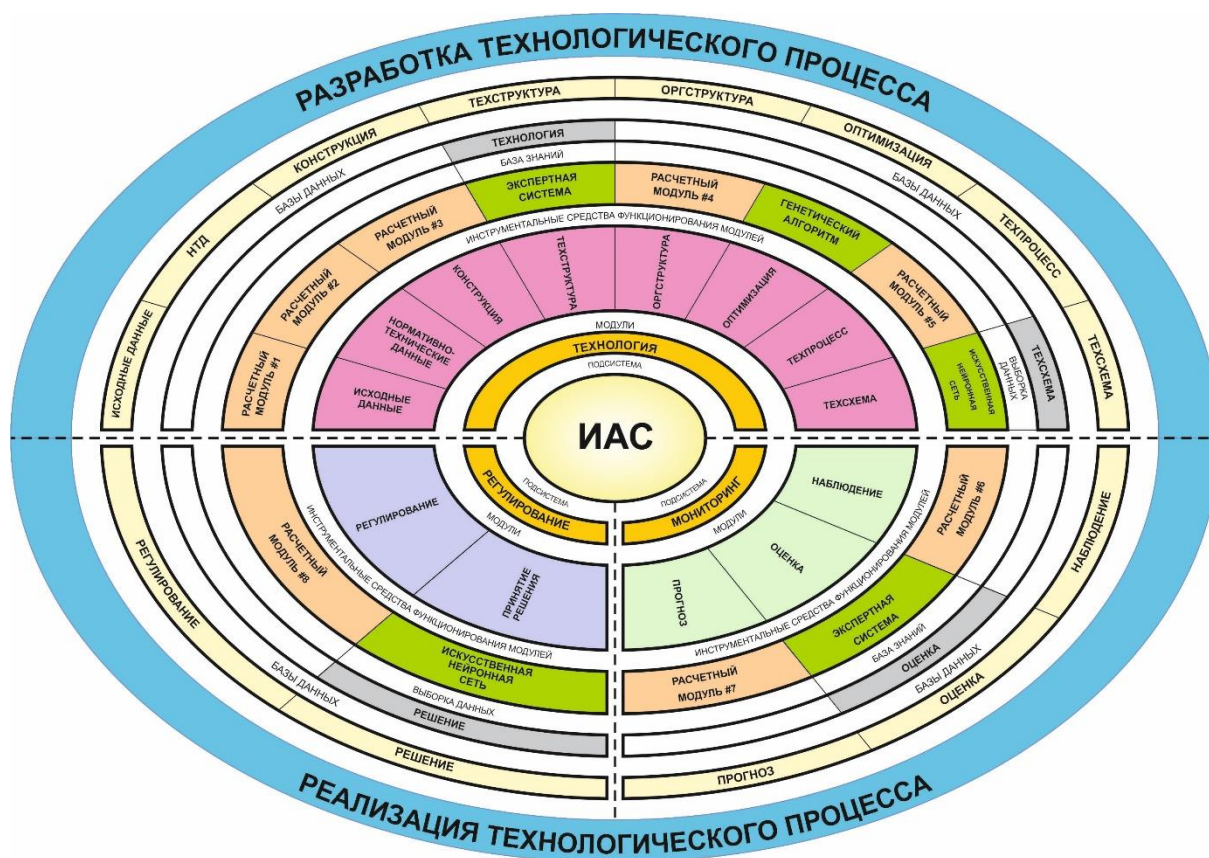 РАЗРАБОТКА ТЕХНОЛОГИЧЕСКОГО ПРОЦЕССА
ИСХОДНЫЕ ДАННЫЕ
НТД
КОНСТРУКЦИЯ
ТЕХСТРУКТУРА
ОРГСТРУКТУРА
ОПТИМИЗАЦИЯ
ТЕХПРОЦЕСС
ТЕХСХЕМА
БАЗЫ ДАННЫХ
ТЕХНОЛОГИЯ
БАЗА ЗНАНИЙ
БАЗЫ ДАННЫХ
ТЕХСХЕМА
ВЫБОРКА
ДАННЫХ
РАСЧЕТНЫЙ
МОДУЛЬ #1
РАСЧЕТНЫЙ
МОДУЛЬ #2
РАСЧЕТНЫЙ
МОДУЛЬ #3
ЭКСПЕРТНАЯ
СИСТЕМА
РАСЧЕТНЫЙ
МОДУЛЬ #4
ГЕНЕТИЧЕСКИЙ
АЛГОРИТМ
РАСЧЕТНЫЙ
МОДУЛЬ #5
ИСКУССТВЕННАЯ
НЕЙРОННАЯ
СЕТЬ
ИНСТРУМЕНТАЛЬНЫЕ СРЕДСТВА ФУНКЦИОНИРОВАНИЯ МОДУЛЕЙ
ИСХОДНЫЕ
ДАННЫЕ
НОРМАТИВНО-
ТЕХНИЧЕСКИЕ
ДАННЫЕ
КОНСТРУКЦИЯ
ТЕХСТРУКТУРА
ОРГСТРУКТУРА
ОПТИМИЗАЦИЯ
ТЕХПРОЦЕСС
ТЕХСХЕМА
МОДУЛИ
ТЕХНОЛОГИЯ
ПОДСИСТЕМА
ИАС
ПОДСИСТЕМА
РЕГУЛИРОВАНИЕ
МОДУЛИ
РЕГУЛИРОВАНИЕ
ПРИНЯТИЕ
РЕШЕНИЯ
ИНСТРУМЕНТАЛЬНЫЕ СРЕДСТВА ФУНКЦИОНИРОВАНИЯ МОДУЛЕЙ
РАСЧЕТНЫЙ
МОДУЛЬ #8
ИСКУССТВЕННАЯ
НЕЙРОННАЯ
СЕТЬ
ВЫБОРКА ДАННЫХ
РЕШЕНИЕ
БАЗЫ ДАННЫХ
РЕГУЛИРОВАНИЕ
РЕШЕНИЕ
ПОДСИСТЕМА
МОНИТОРИНГ
МОДУЛИ
НАБЛЮДЕНИЕ
ОЦЕНКА
ПРОГНОЗ
ИНСТРУМЕНТАЛЬНЫЕ СРЕДСТВА ФУНКЦИОНИРОВАНИЯ МОДУЛЕЙ
РАСЧЕТНЫЙ
МОДУЛЬ #6
ЭКСПЕРТНАЯ
СИСТЕМА
РАСЧЕТНЫЙ
МОДУЛЬ #7
БАЗА ЗНАНИЙ
ОЦЕНКА
БАЗЫ ДАННЫХ
НАБЛЮДЕНИЕ
ОЦЕНКА
ПРОГНОЗ
РЕАЛИЗАЦИЯ ТЕХНОЛОГИЧЕСКОГО ПРОЦЕССА